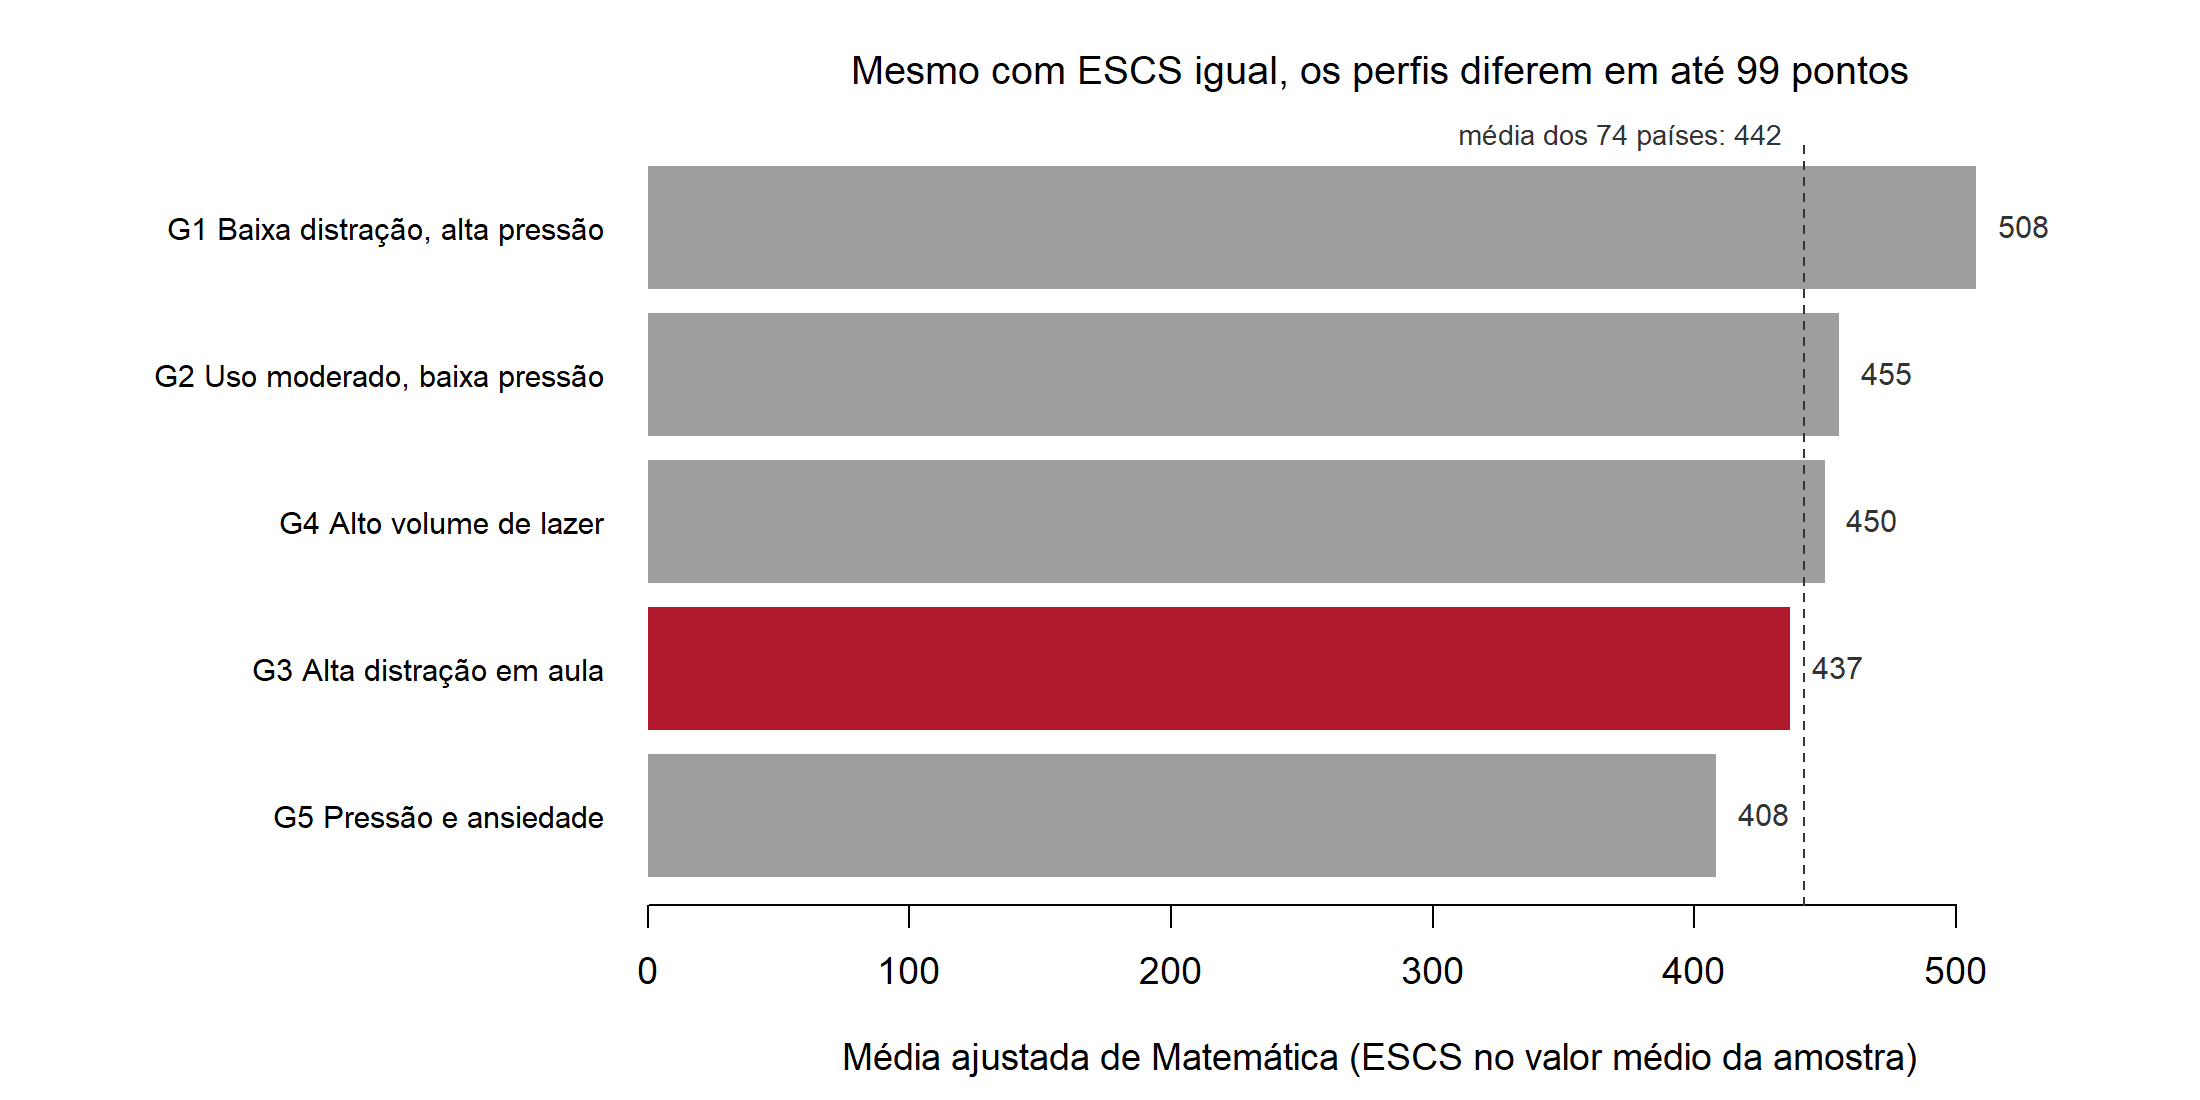 Mesmo com ESCS igual, os perfis diferem em até 99 pontos
média dos 74 países: 442
G1 Baixa distração, alta pressão
508
G2 Uso moderado, baixa pressão
455
G4 Alto volume de lazer
450
G3 Alta distração em aula
437
G5 Pressão e ansiedade
408
0 100 200 300 400 500
Média ajustada de Matemática (ESCS no valor médio da amostra)